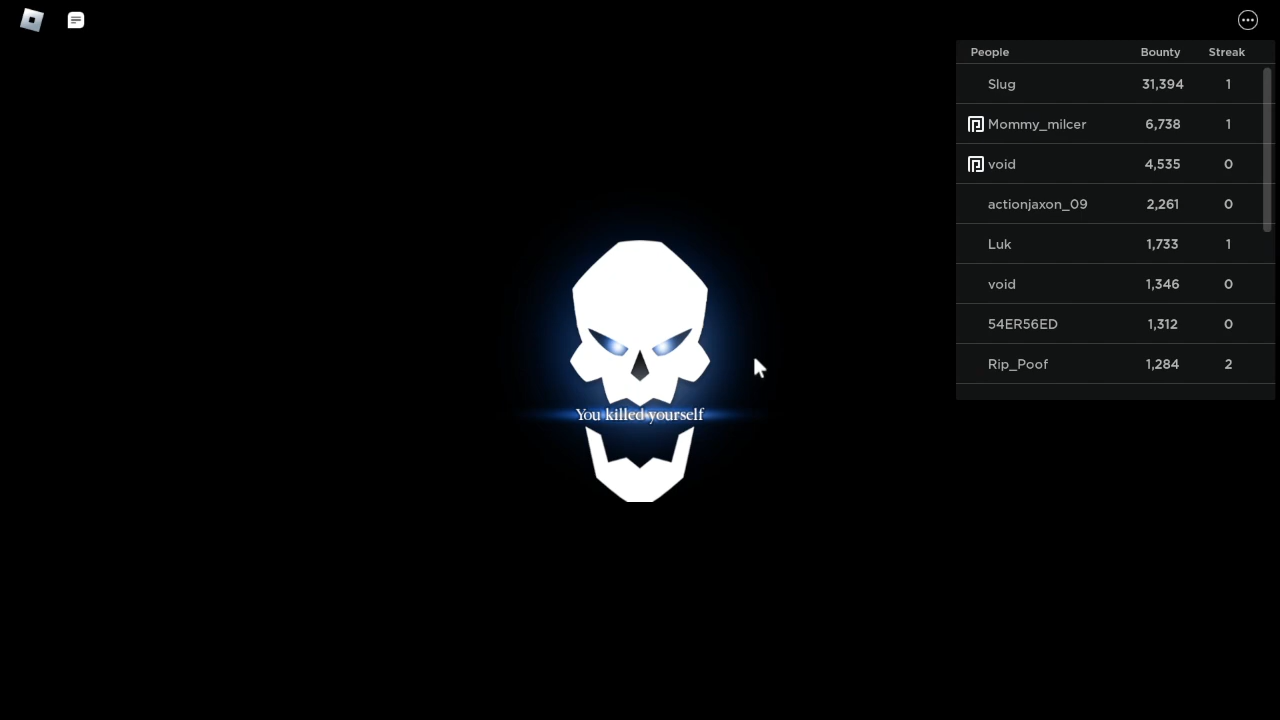 People Bounty Streak
Slug 31,394 1
Mommy_milcer 6,738 1
void 4,535 0
actionjaxon_09 2,261 0
Luk 1,733 1
void 1,346 0
54ER56ED 1,312 0
Rip_Poof 1,284 2
You killed yourself